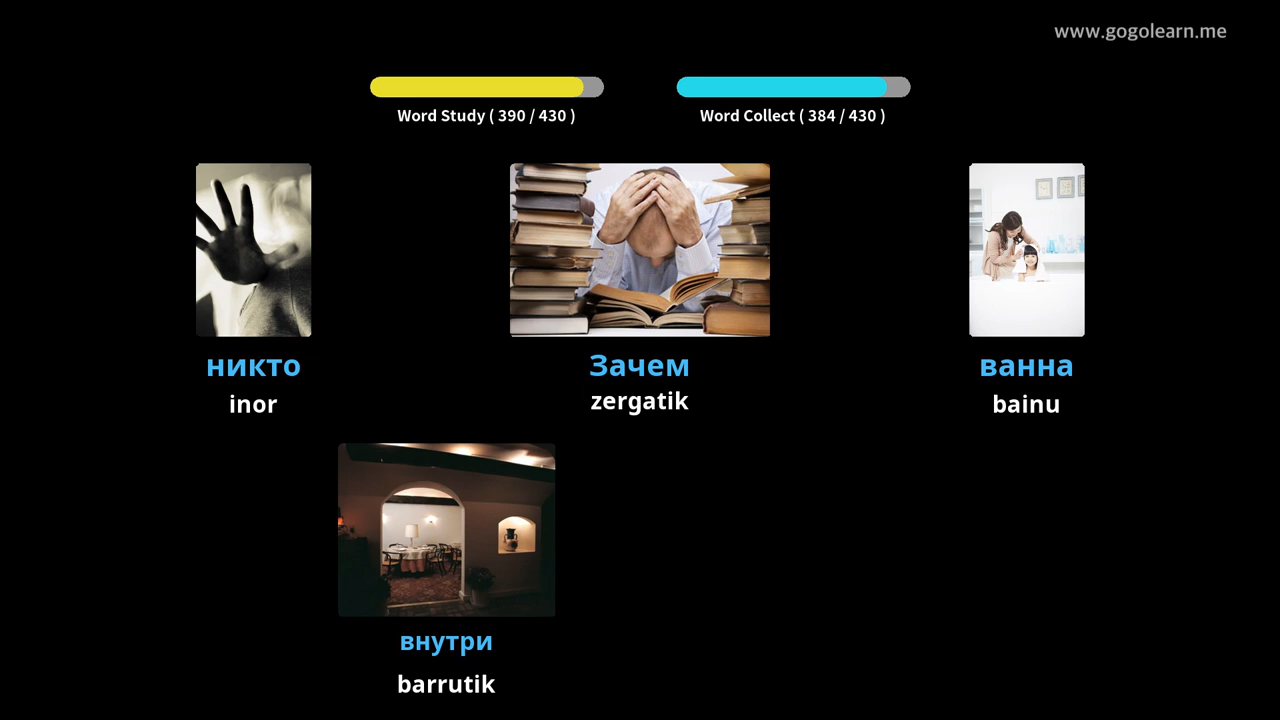 www.gogolearn.me
Word Study ( 390 / 430 )
Word Collect ( 384 / 430 )
никто
inor
Зачем
zergatik
ванна
bainu
внутри
barrutik